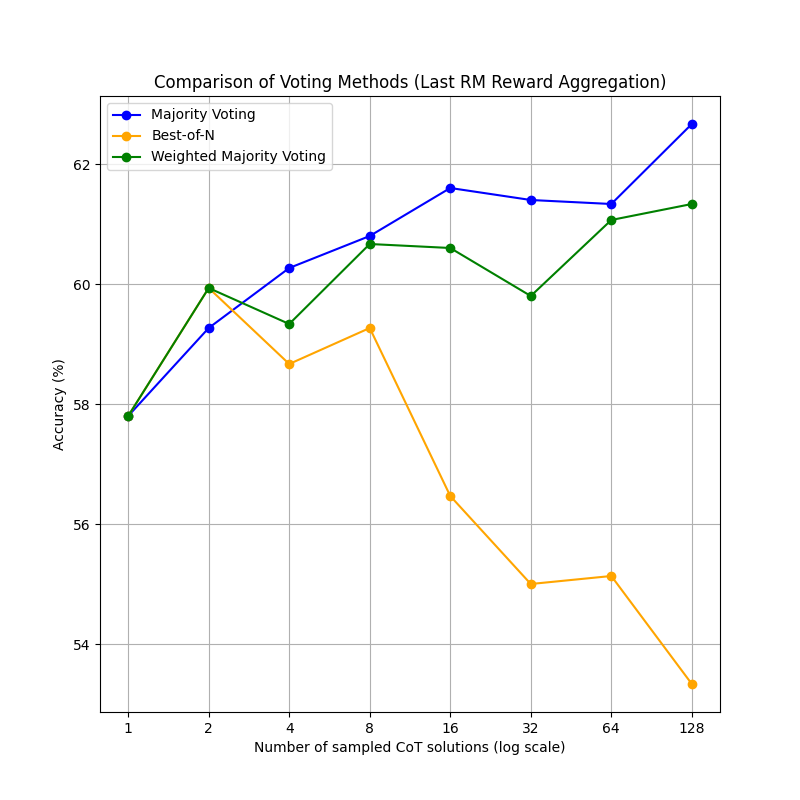 Comparison of Voting Methods (Last RM Reward Aggregation)
Majority Voting
Best-of-N
Weighted Majority Voting
62
60
58
56
54
Accuracy (%)
1 2 4 8 16 32 64 128
Number of sampled CoT solutions (log scale)